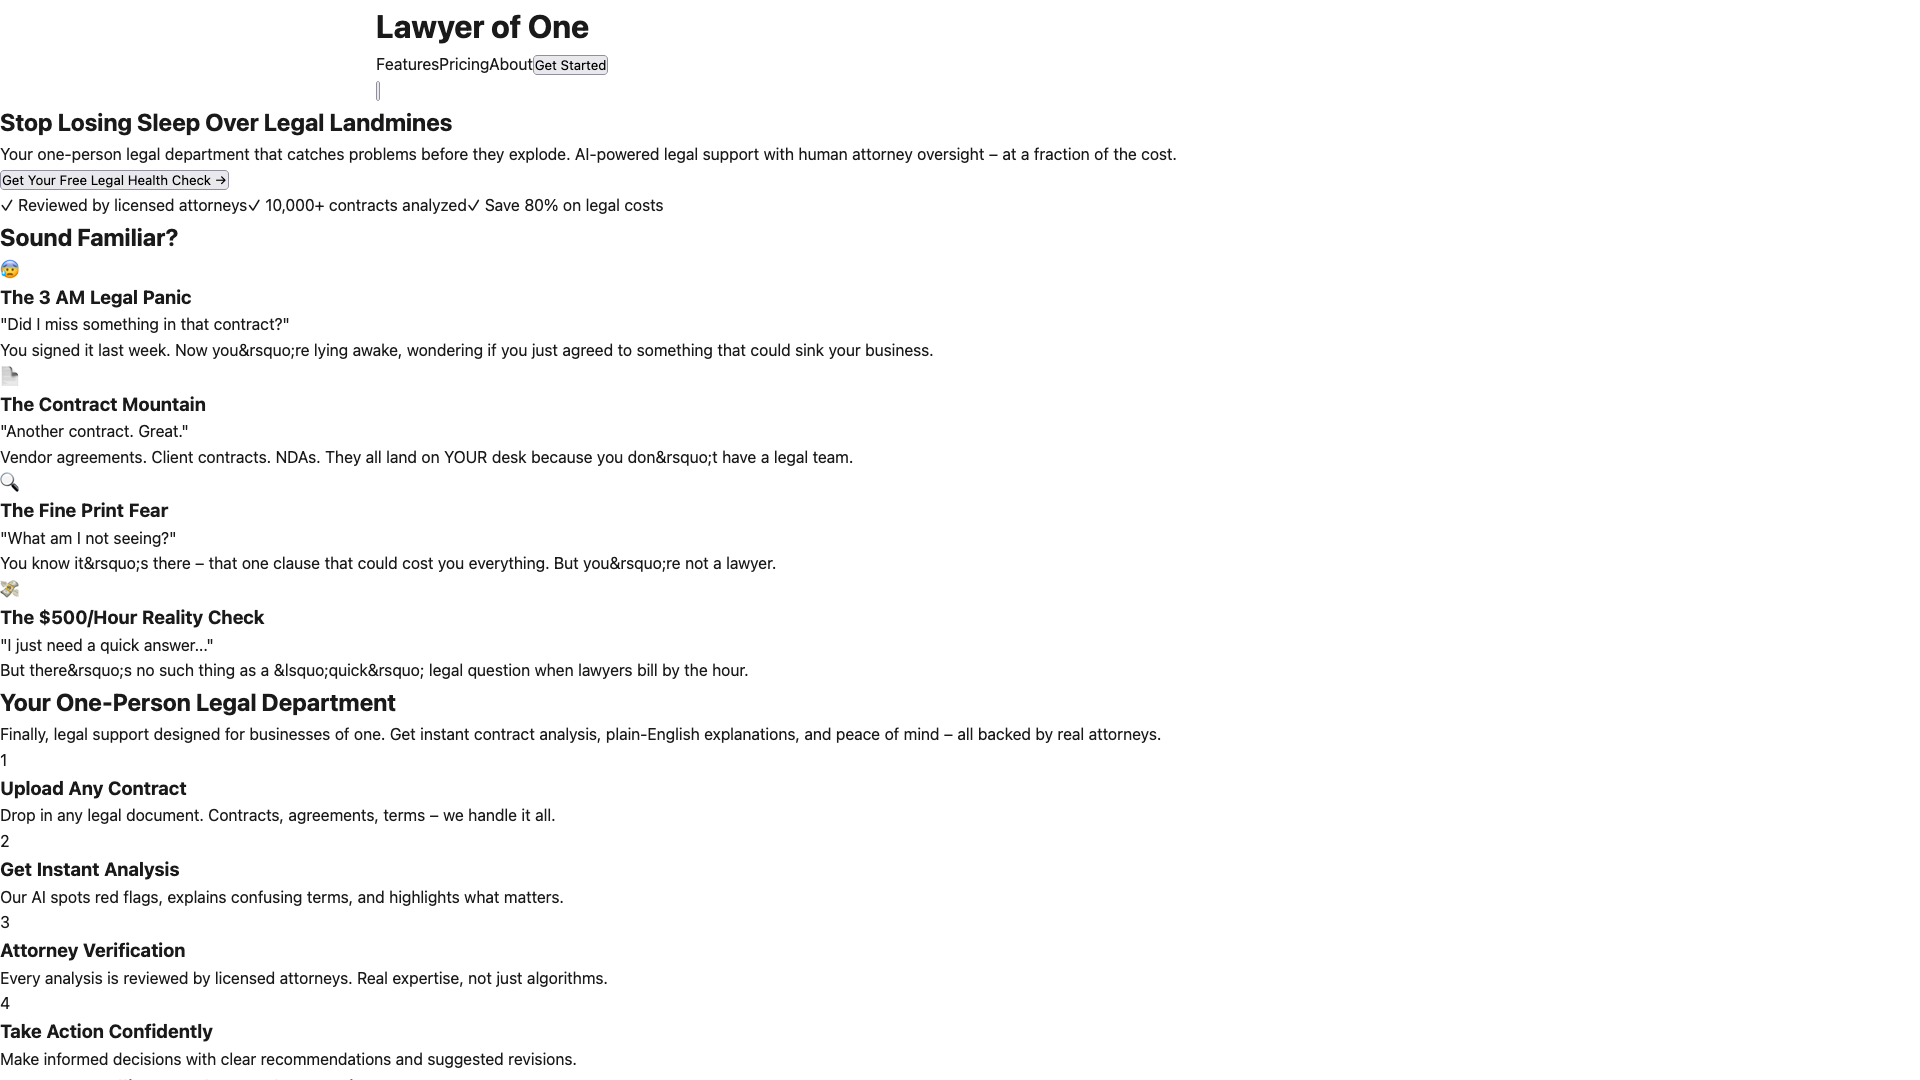 Lawyer of One
FeaturesPricingAboutGet Started
Stop Losing Sleep Over Legal Landmines
Your one-person legal department that catches problems before they explode. AI-powered legal support with human attorney oversight – at a fraction of the cost.
Get Your Free Legal Health Check →
✓ Reviewed by licensed attorneys✓ 10,000+ contracts analyzed✓ Save 80% on legal costs
Sound Familiar?
😰
The 3 AM Legal Panic
"Did I miss something in that contract?"
You signed it last week. Now you&rsquo;re lying awake, wondering if you just agreed to something that could sink your business.
📄
The Contract Mountain
"Another contract. Great."
Vendor agreements. Client contracts. NDAs. They all land on YOUR desk because you don&rsquo;t have a legal team.
🔍
The Fine Print Fear
"What am I not seeing?"
You know it&rsquo;s there – that one clause that could cost you everything. But you&rsquo;re not a lawyer.
💸
The $500/Hour Reality Check
"I just need a quick answer..."
But there&rsquo;s no such thing as a &lsquo;quick&rsquo; legal question when lawyers bill by the hour.
Your One-Person Legal Department
Finally, legal support designed for businesses of one. Get instant contract analysis, plain-English explanations, and peace of mind – all backed by real attorneys.
1
Upload Any Contract
Drop in any legal document. Contracts, agreements, terms – we handle it all.
2
Get Instant Analysis
Our AI spots red flags, explains confusing terms, and highlights what matters.
3
Attorney Verification
Every analysis is reviewed by licensed attorneys. Real expertise, not just algorithms.
4
Take Action Confidently
Make informed decisions with clear recommendations and suggested revisions.